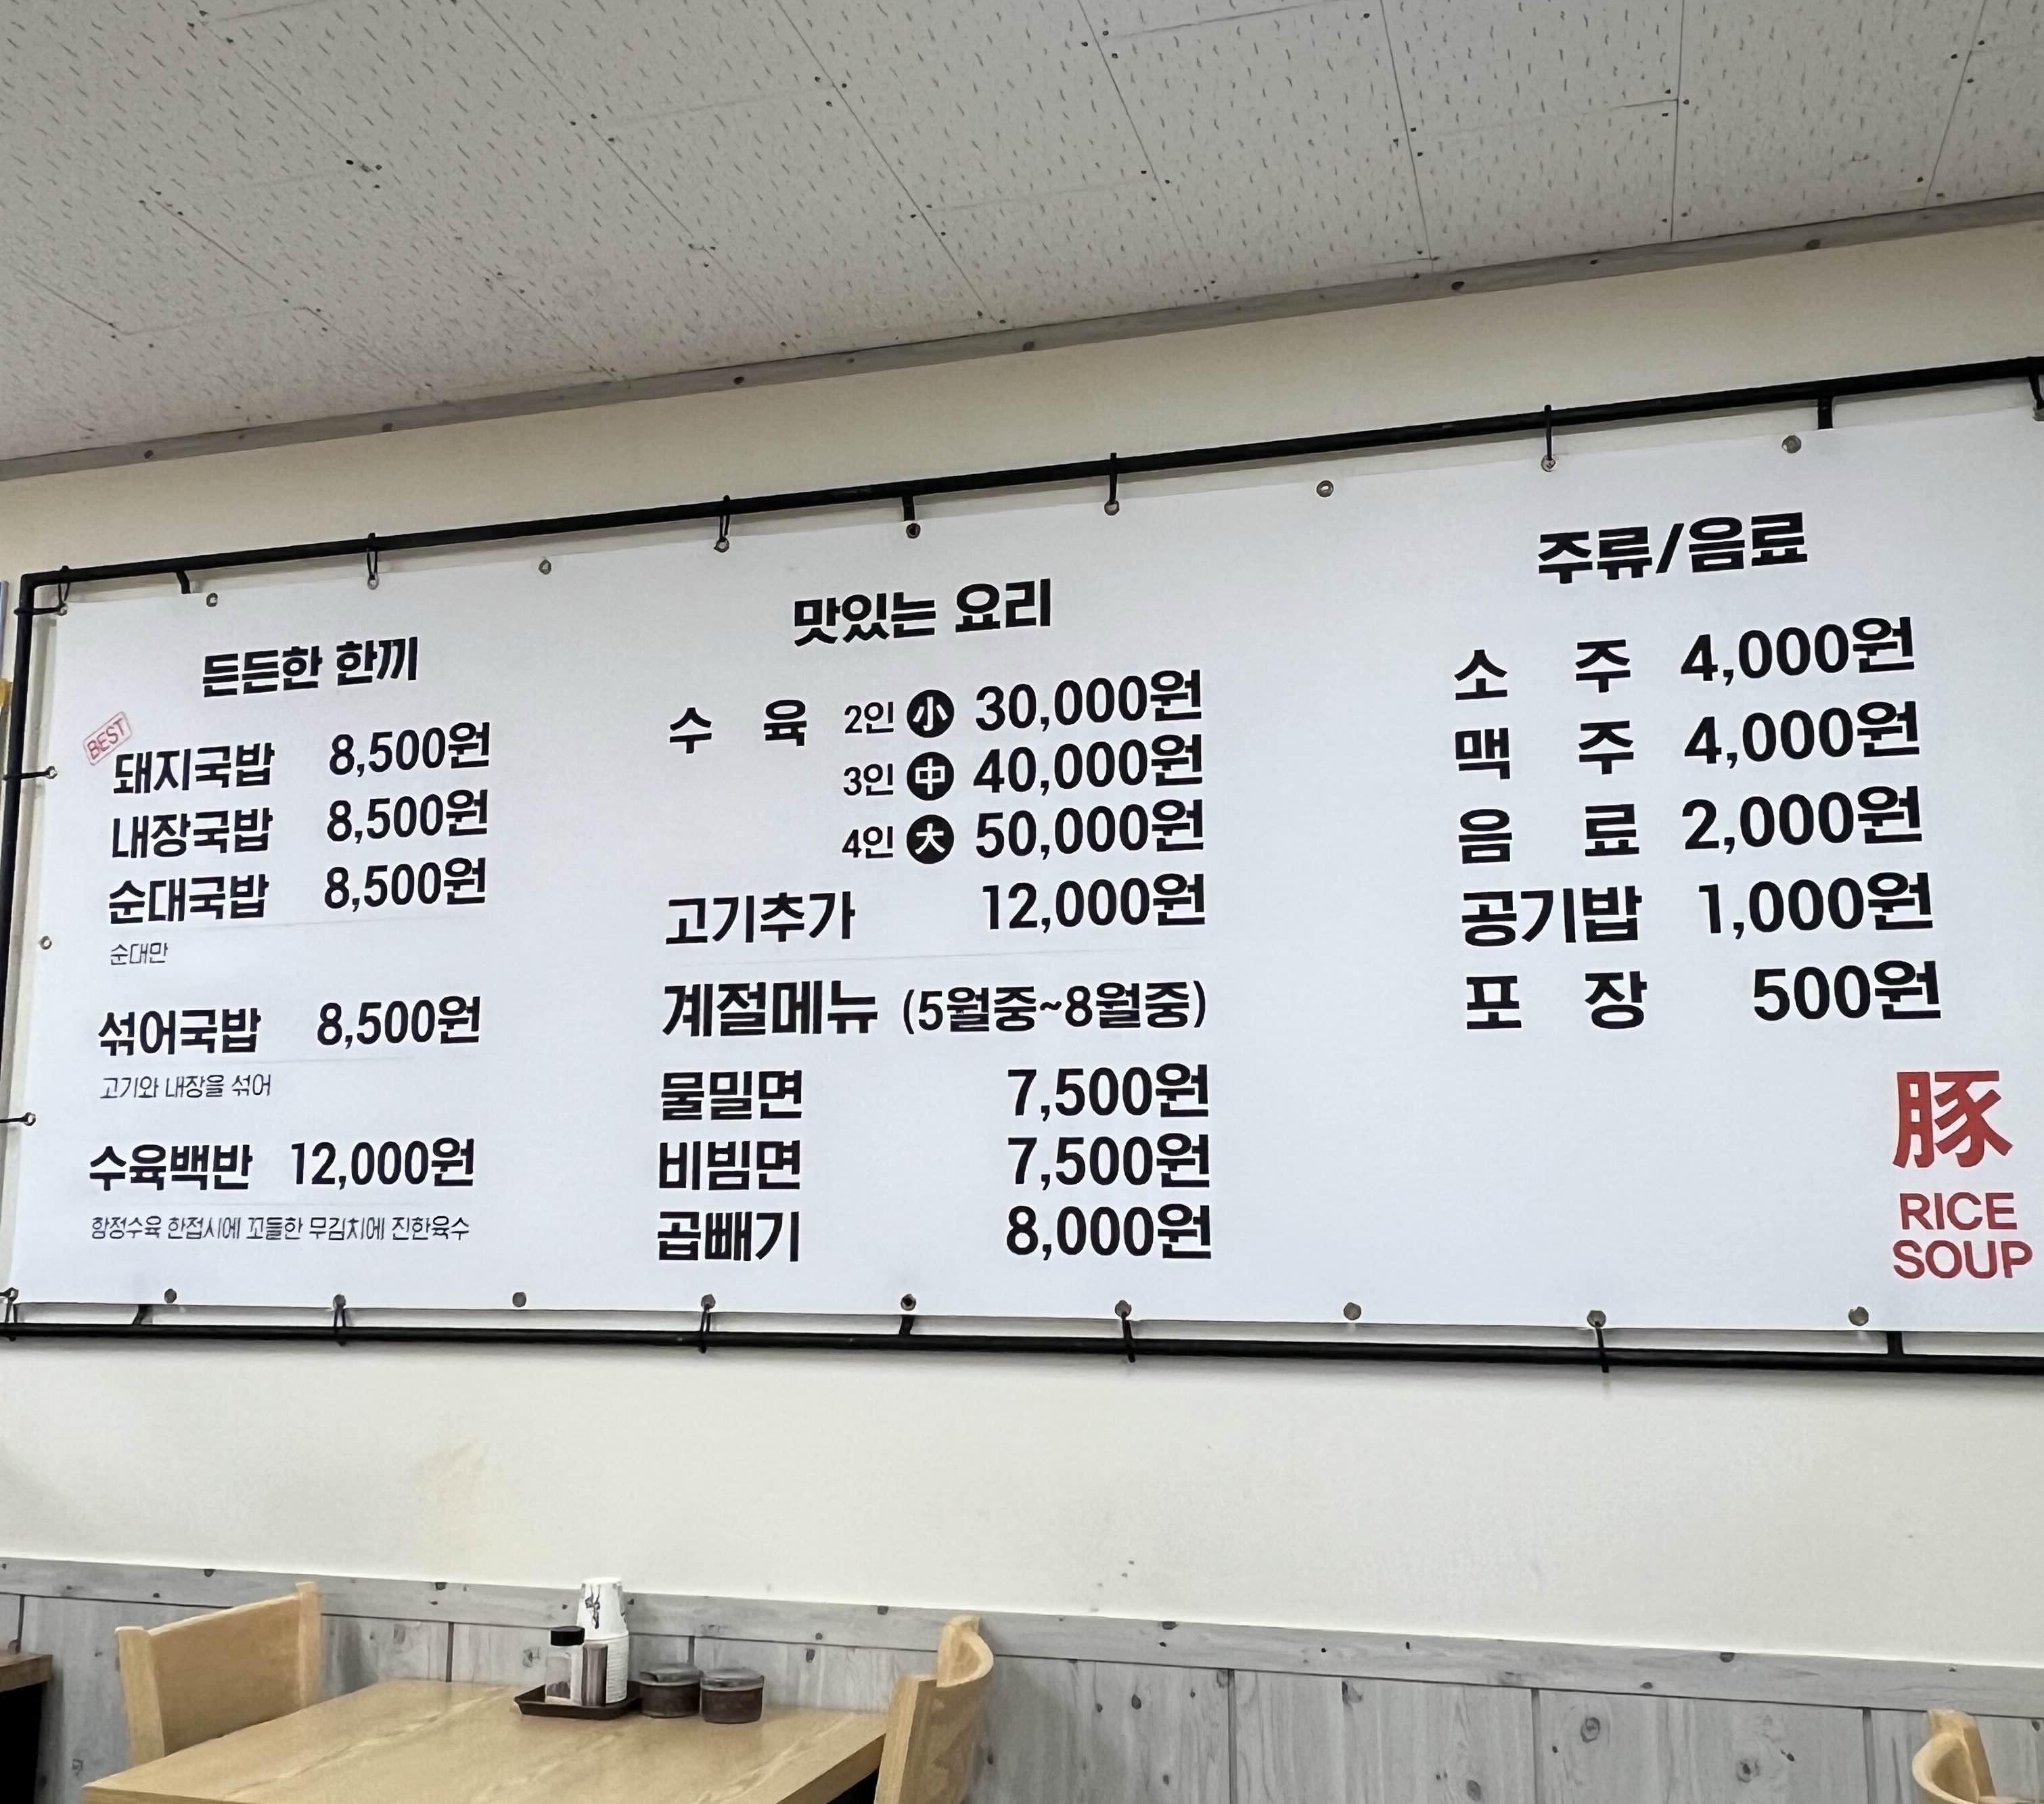 든든한 한끼
BEST
돼지국밥 8,500원
내장국밥 8,500원
순대국밥 8,500원
순대만
섞어국밥 8,500원
고기와 내장을 섞어
수육백반 12,000원
항정수육 한접시에 꼬들한 무김치에 진한육수
맛있는 요리
수 육 2인 小 30,000원
3인 中 40,000원
4인 大 50,000원
고기추가 12,000원
계절메뉴 (5월중~8월중)
물밀면 7,500원
비빔면 7,500원
곱빼기 8,000원
주류/음료
소 주 4,000원
맥 주 4,000원
음 료 2,000원
공기밥 1,000원
포 장 500원
豚
RICE
SOUP